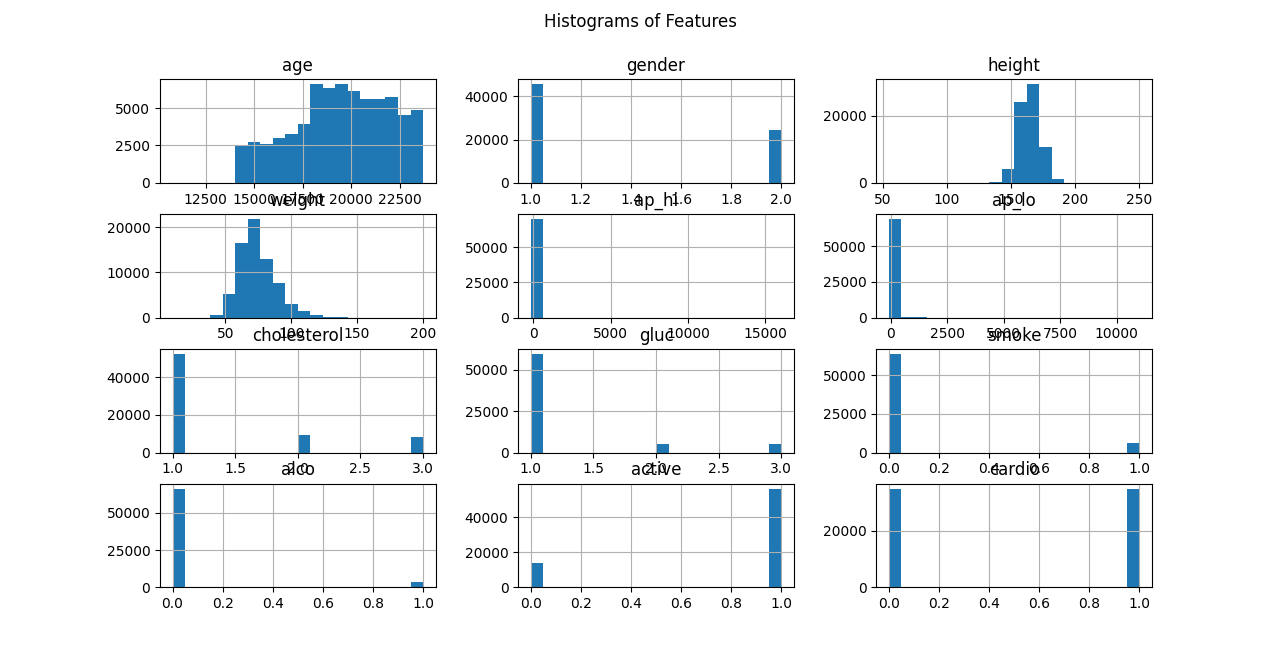 Histograms of Features
age
gender
height
5000
2500
0
40000
20000
0
20000
0
12500 15000 17500 20000 22500
1.0 1.2 1.4 1.6 1.8 2.0
50 100 150 200 250
weight
ap_hi
ap_lo
20000
10000
0
50000
25000
0
50000
25000
0
50 100 150 200
0 5000 10000 15000
0 2500 5000 7500 10000
cholesterol
gluc
smoke
40000
20000
0
50000
25000
0
50000
25000
0
1.0 1.5 2.0 2.5 3.0
1.0 1.5 2.0 2.5 3.0
0.0 0.2 0.4 0.6 0.8 1.0
alco
active
cardio
50000
25000
0
40000
20000
0
20000
0
0.0 0.2 0.4 0.6 0.8 1.0
0.0 0.2 0.4 0.6 0.8 1.0
0.0 0.2 0.4 0.6 0.8 1.0